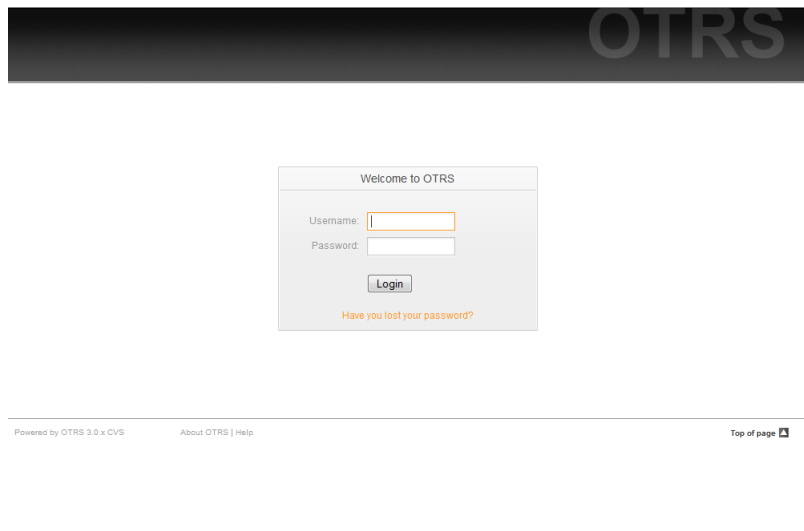 OTRS
Welcome to OTRS
Username:
Password:
Login
Have you lost your password?
Powered by OTRS 3.0.x CVS
About OTRS | Help
Top of page